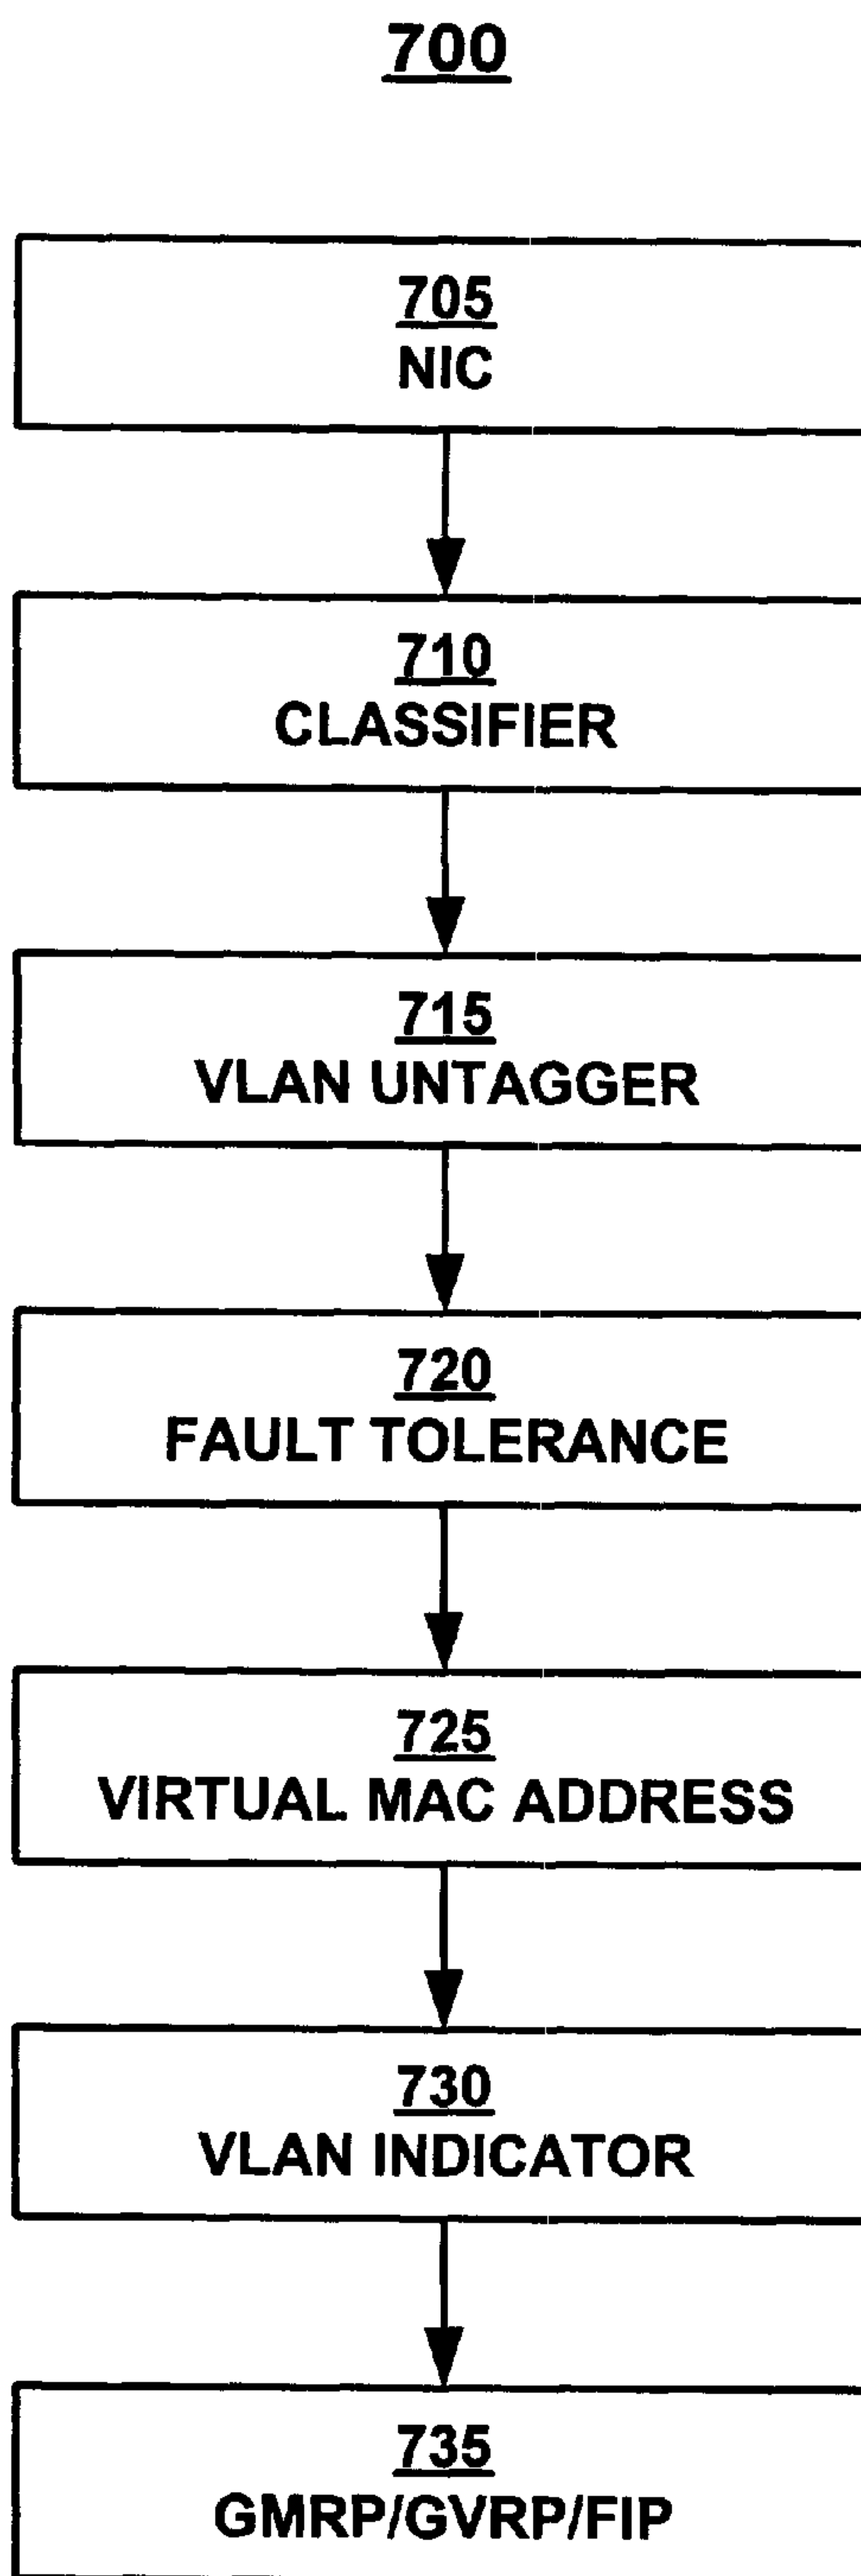 700
705
NIC
710
CLASSIFIER
715
VLAN UNTAGGER
720
FAULT TOLERANCE
725
VIRTUAL MAC ADDRESS
730
VLAN INDICATOR
735
GMRP/GVRP/FIP